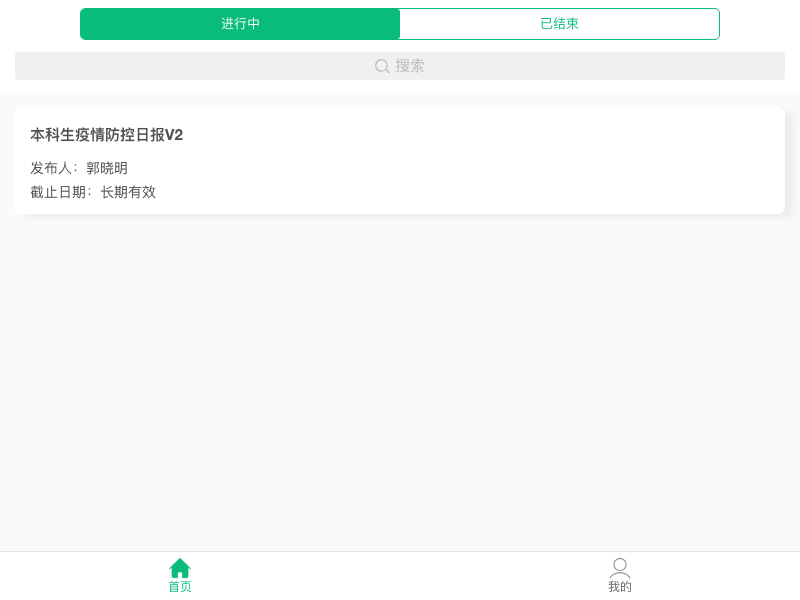 进行中
已结束
搜索
本科生疫情防控日报V2
发布人：郭晓明
截止日期：长期有效
首页
我的